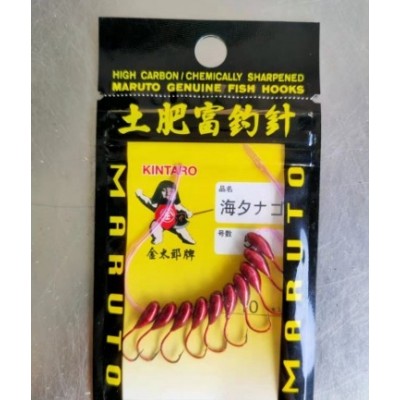 HIGH CARBON/CHEMICALLY SHARPENED
MARUTO GENUINE FISH HOOKS
土肥富釣針
KINTARO
金太郎牌
品名
海タナゴ
号数
MARUTO
MARUTO